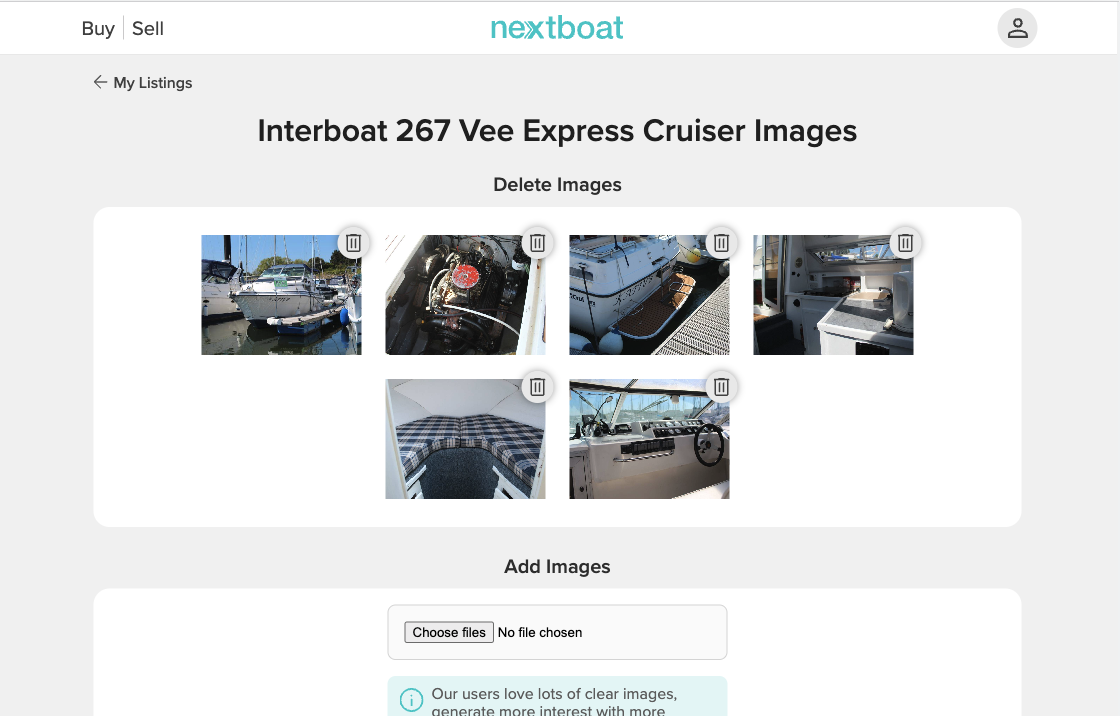 Buy Sell nextboat
My Listings
Interboat 267 Vee Express Cruiser Images
Delete Images
Add Images
Choose files No file chosen
Our users love lots of clear images,
generate more interest with more